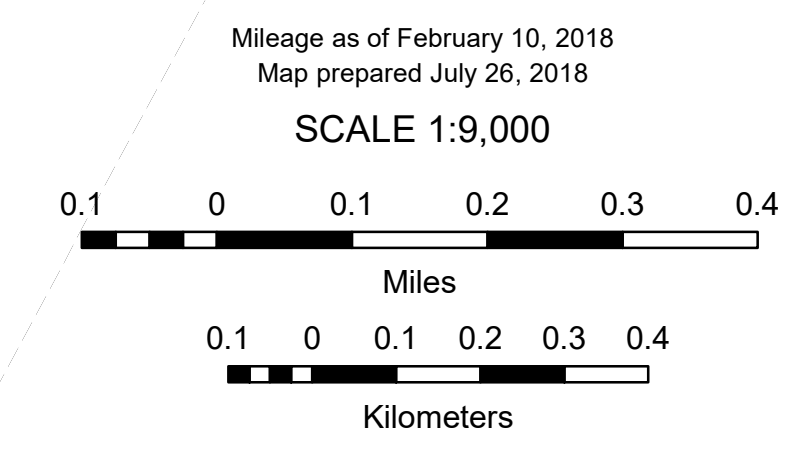 Mileage as of February 10, 2018
Map prepared July 26, 2018
SCALE 1:9,000
0.1 0 0.1 0.2 0.3 0.4
Miles
0.1 0 0.1 0.2 0.3 0.4
Kilometers